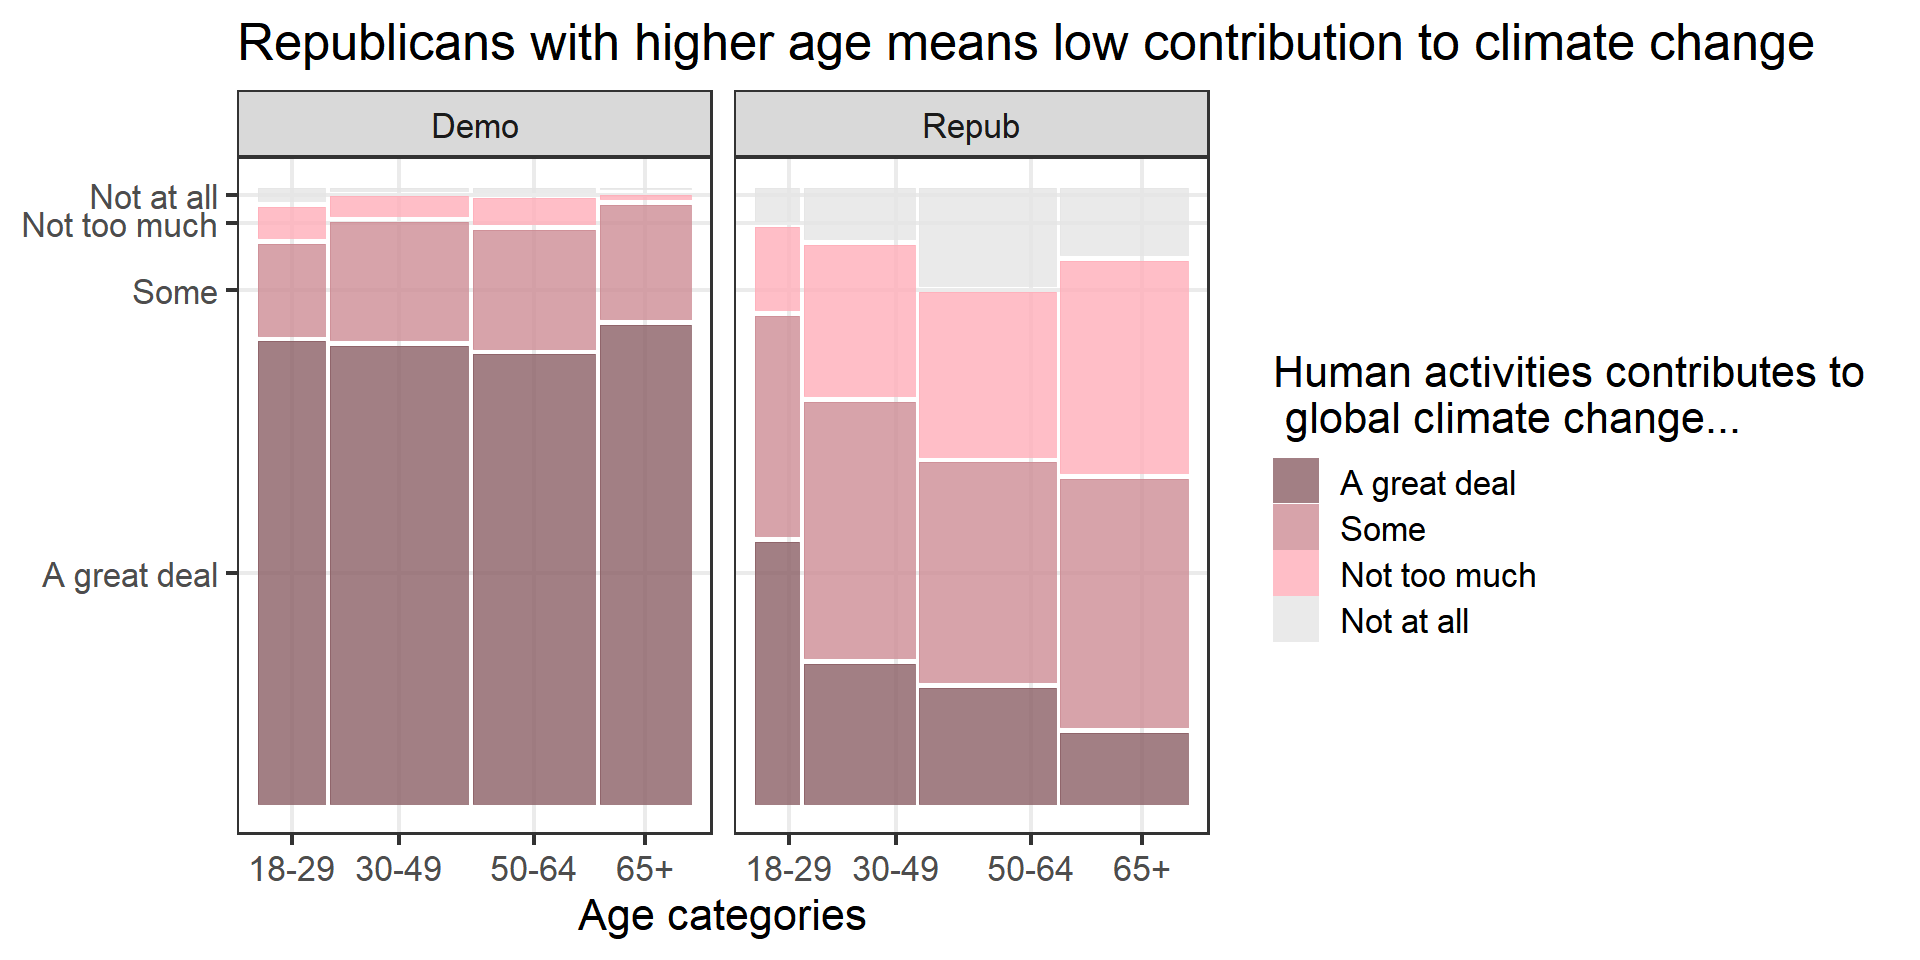 Republicans with higher age means low contribution to climate change
Demo
Repub
Not at all
Not too much
Some
A great deal
18-29 30-49 50-64 65+
18-29 30-49 50-64 65+
Age categories
Human activities contributes to
global climate change...
A great deal
Some
Not too much
Not at all